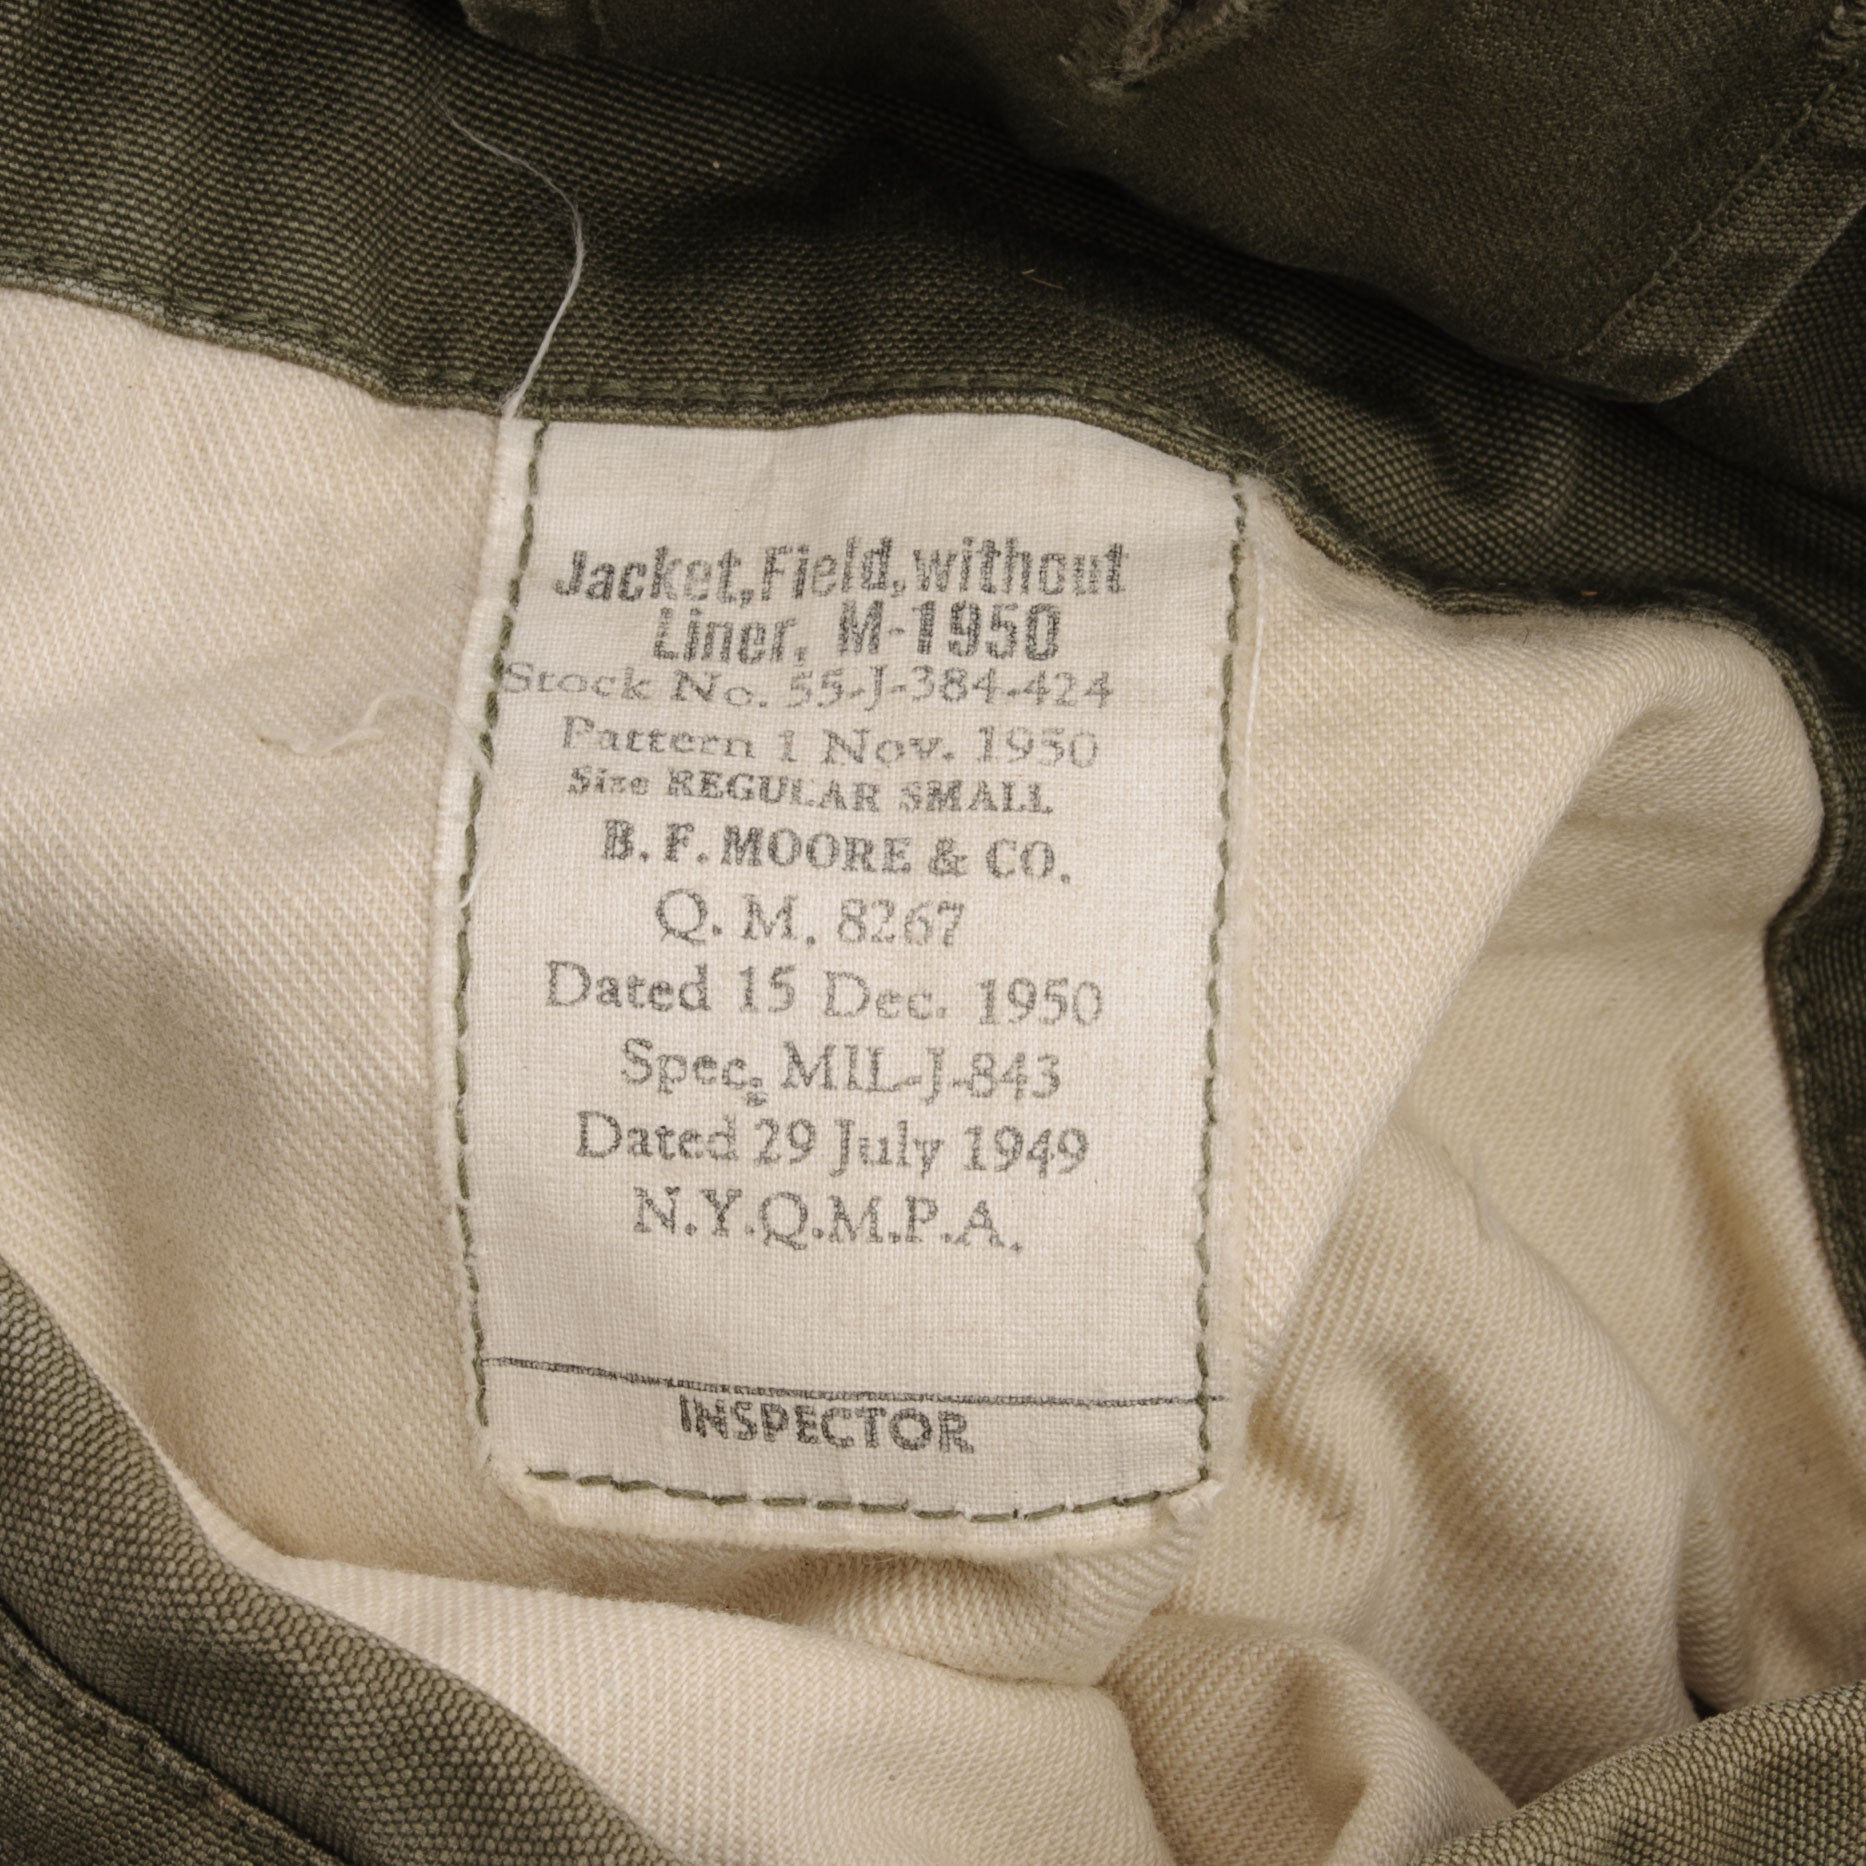 Jacket, Field, without
Liner, M-1950
Stock No. 55-J-384-424
Pattern 1 Nov. 1950
Size REGULAR SMALL
B. F. MOORE & CO.
Q. M. 8267
Dated 15 Dec. 1950
Spec. MIL-J-843
Dated 29 July 1949
N.Y.Q.M.P.A.
INSPECTOR